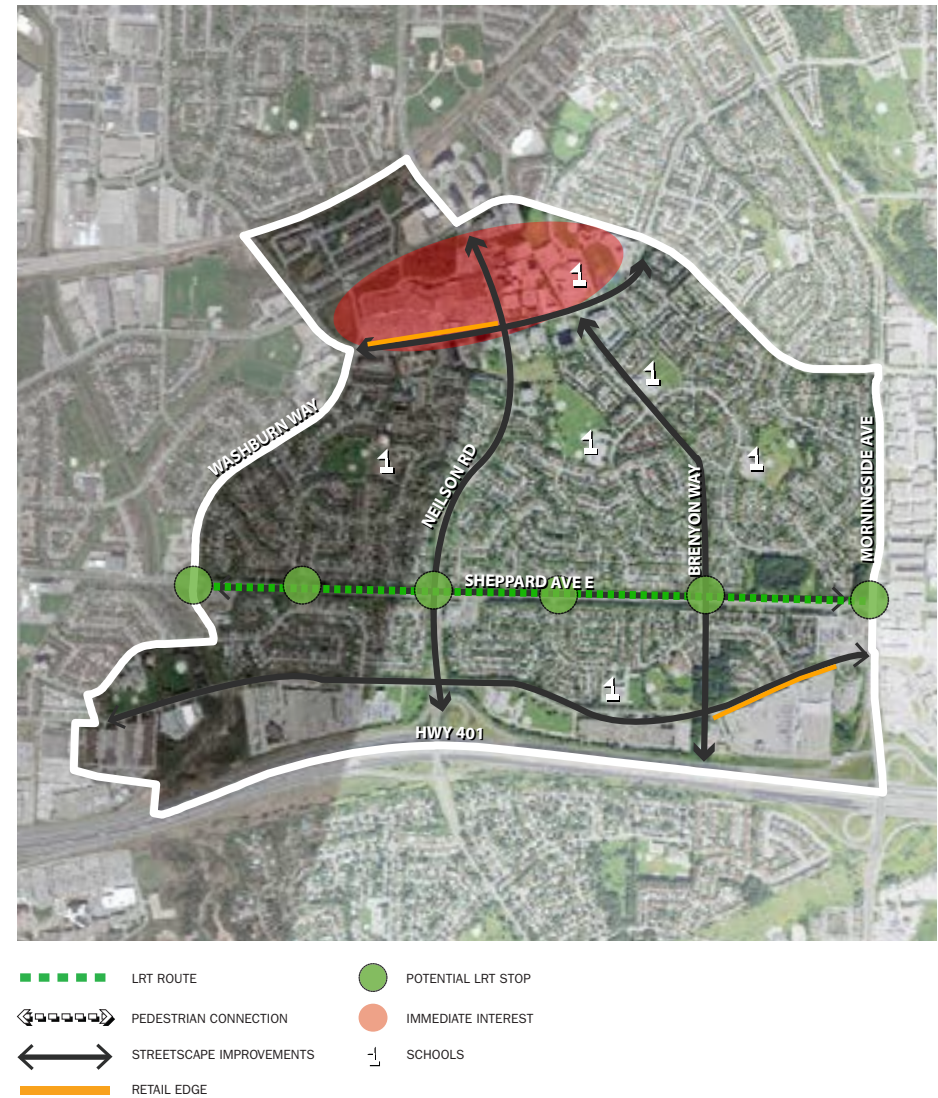 WASHBURN WAY
NEILSON RD
BRENYON WAY
MORNINGSIDE AVE
SHEPPARD AVE E
HWY 401
LRT ROUTE
POTENTIAL LRT STOP
PEDESTRIAN CONNECTION
IMMEDIATE INTEREST
STREETSCAPE IMPROVEMENTS
SCHOOLS
RETAIL EDGE